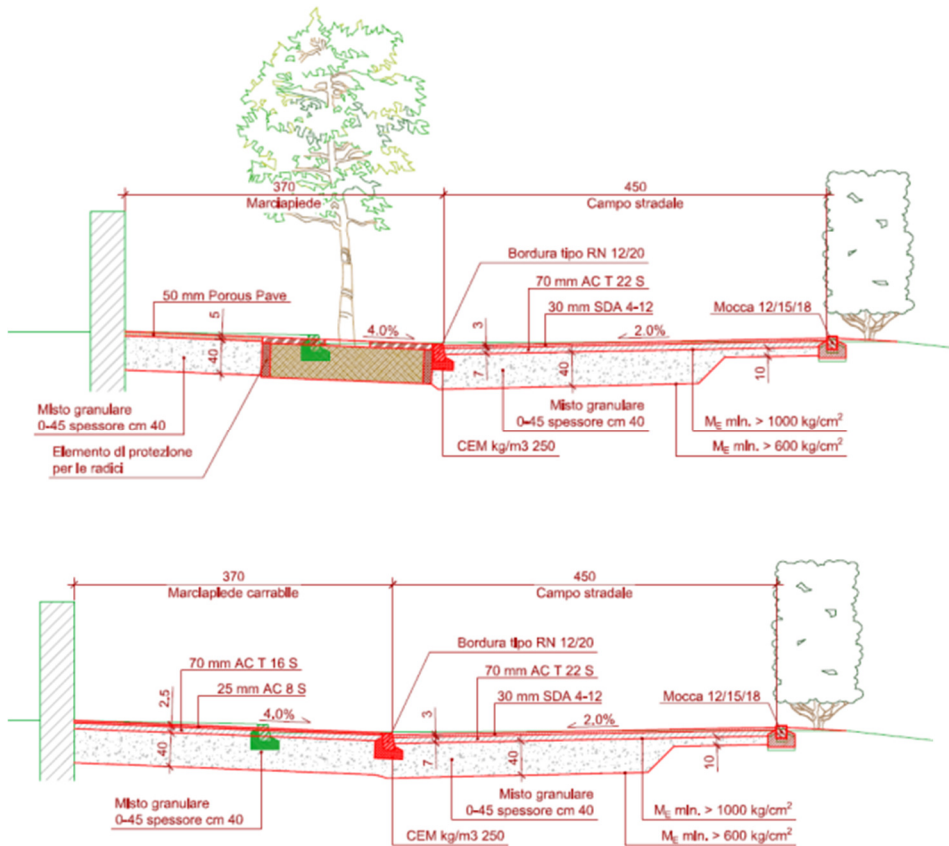 370
450
Marciapiede
Campo stradale
Bordura tipo RN 12/20
70 mm AC T 22 S
50 mm Porous Pave
30 mm SDA 4-12
Mocca 12/15/18
5
4.0%
3
2.0%
40
7
40
10
Misto granulare
0-45 spessore cm 40
Misto granulare
0-45 spessore cm 40
ME min. > 1000 kg/cm²
Elemento di protezione
per le radici
CEM kg/m3 250
ME min. > 600 kg/cm²
370
450
Marciapiede carrabile
Campo stradale
Bordura tipo RN 12/20
70 mm AC T 16 S
70 mm AC T 22 S
25 mm AC 8 S
30 mm SDA 4-12
Mocca 12/15/18
2,5
4,0%
3
2,0%
40
7
40
10
Misto granulare
0-45 spessore cm 40
Misto granulare
0-45 spessore cm 40
ME min. > 1000 kg/cm²
CEM kg/m3 250
ME min. > 600 kg/cm²